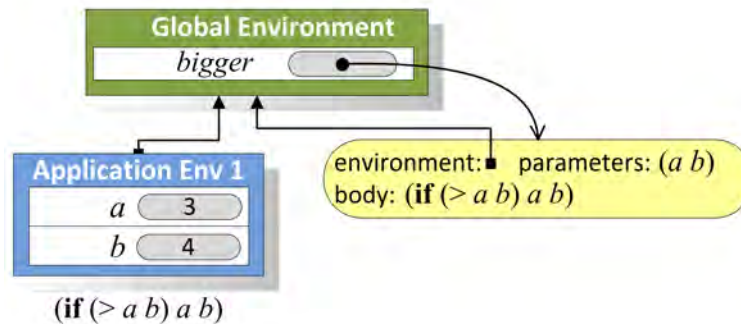 Global Environment
bigger
environment: parameters: (a b)
body: (if (> a b) a b)
Application Env 1
a 3
b 4
(if (> a b) a b)